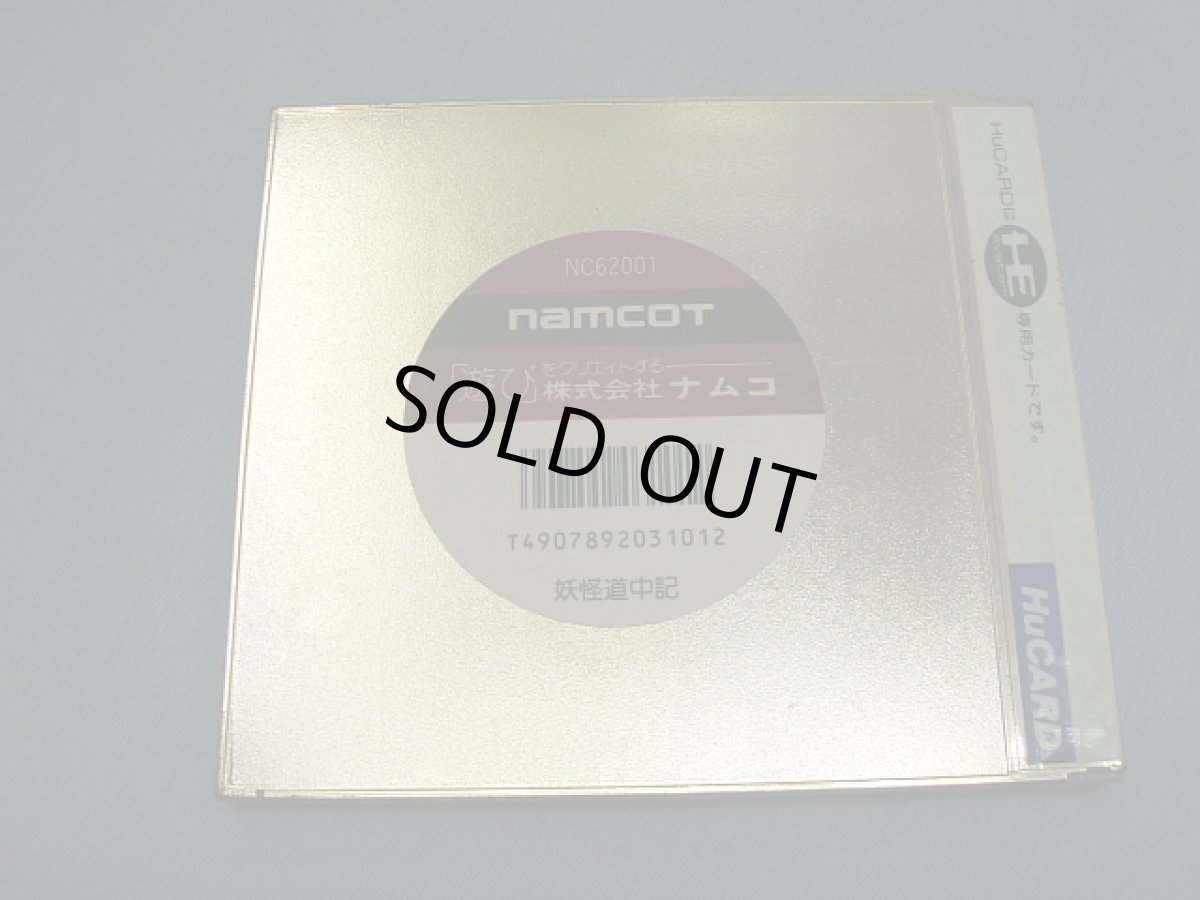 NC62001
namcot
「遊び」をクリエイトする
株式会社ナムコ
SOLD OUT
T4907892031012
妖怪道中記
HuCARDは
PC Engine
専用カードです。
HuCARD